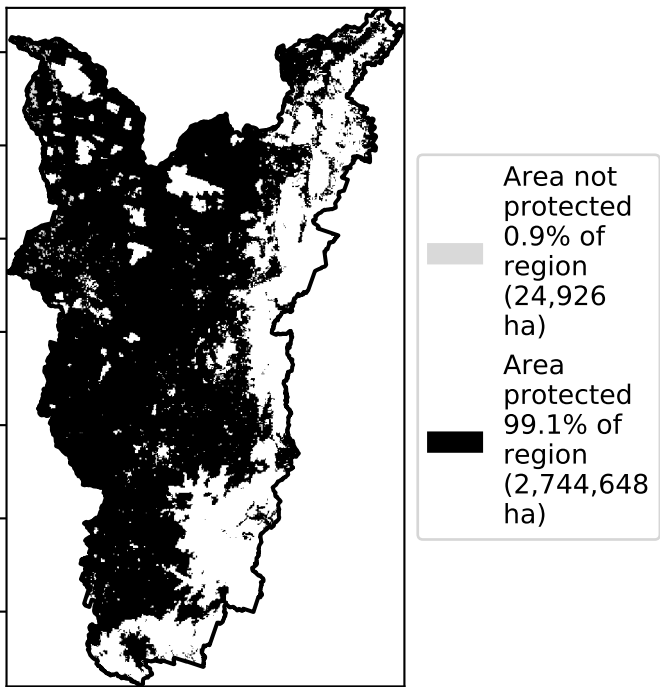 Area not
protected
0.9% of
region
(24,926
ha)
Area
protected
99.1% of
region
(2,744,648
ha)